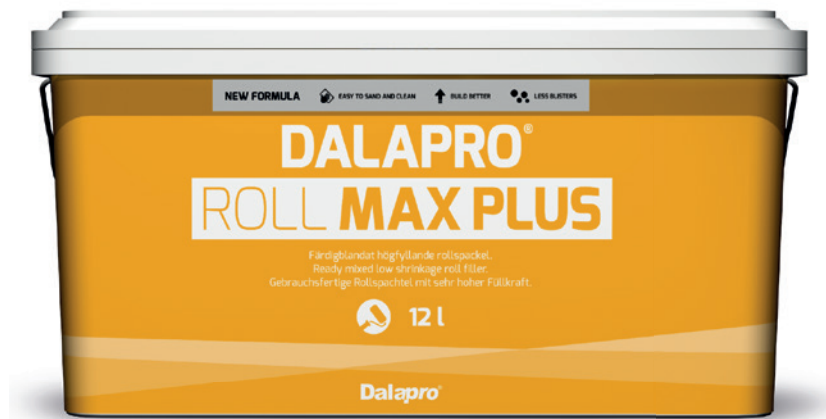 NEW FORMULA EASY TO SAND AND CLEAN BUILD BETTER LESS BLISTERS
DALAPRO®
ROLL MAX PLUS
Färdigblandat högfyllande rollspackel.
Ready mixed low shrinkage roll filler.
Gebrauchsfertige Rollspachtel mit sehr hoher Füllkraft.
12 l
Dalapro®